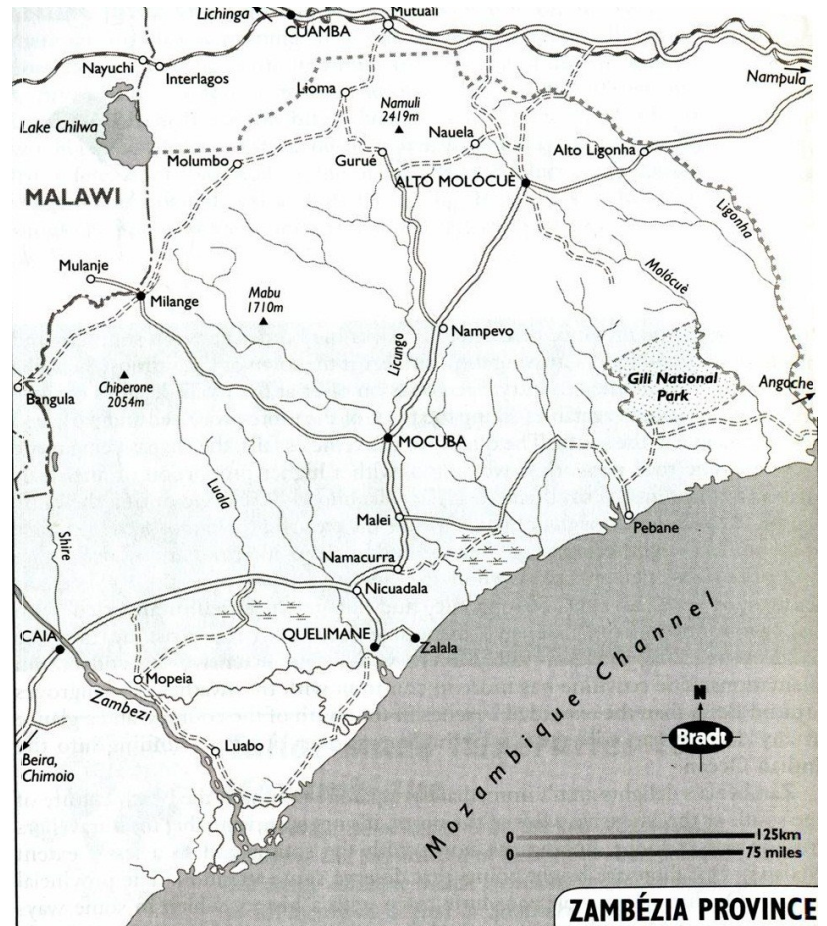 Lichinga
CUAMBA
Mutuali
Nayuchi
Interlagos
Nampula
Lioma
Namuli
2419m
Lake Chilwa
Nauela
Molumbo
Gurué
Alto Ligonha
ALTO MOLÓCUÈ
MALAWI
Ligonha
Mulanje
Molócué
Milange
Mabu
1710m
Nampevo
Licungo
Gili National
Park
Angoche
Bangula
Chiperone
2054m
MOCUBA
Luala
Malei
Pebane
Shire
Namacurra
Nicuadala
CAIA
QUELIMANE
Zalala
Mopeia
Zambezi
Mozambique Channel
N
Bradt
Luabo
Beira,
Chimoio
0 125km
0 75 miles
ZAMBÉZIA PROVINCE